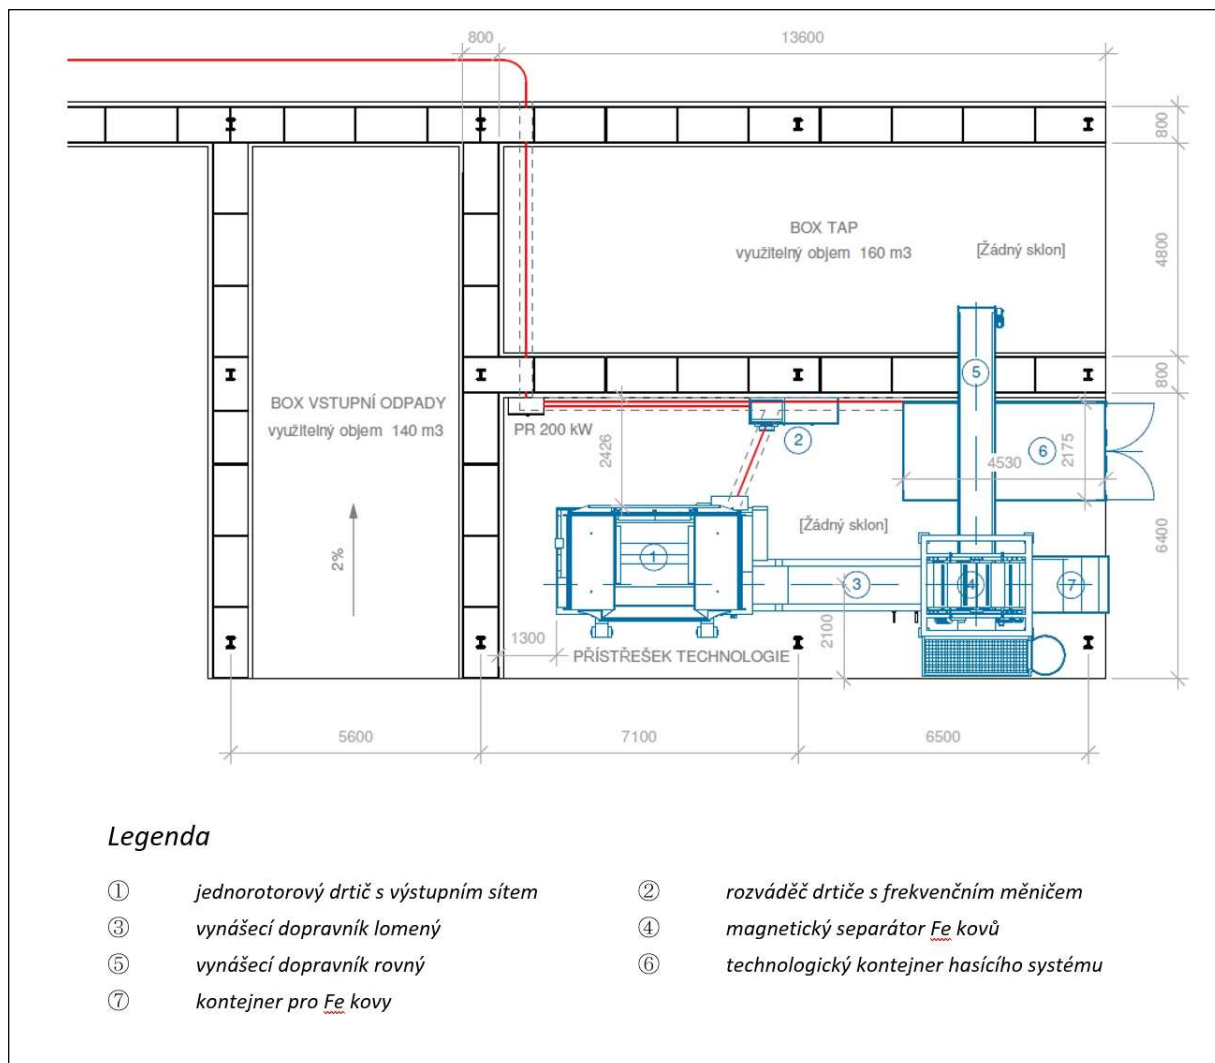 800
13600
800
BOX TAP
využitelný objem 160 m3
[Žádný sklon]
4800
800
5
BOX VSTUPNÍ ODPADY
využitelný objem 140 m3
PR 200 kW
7
2
2426
4530
6
2175
[Žádný sklon]
6400
2%
1
3
4
7
1300
PŘÍSTŘEŠEK TECHNOLOGIE
2100
5600
7100
6500
Legenda
① jednorotorový drtič s výstupním sítem
② rozváděč drtiče s frekvenčním měničem
③ vynášecí dopravník lomený
④ magnetický separátor Fe kovů
⑤ vynášecí dopravník rovný
⑥ technologický kontejner hasícího systému
⑦ kontejner pro Fe kovy